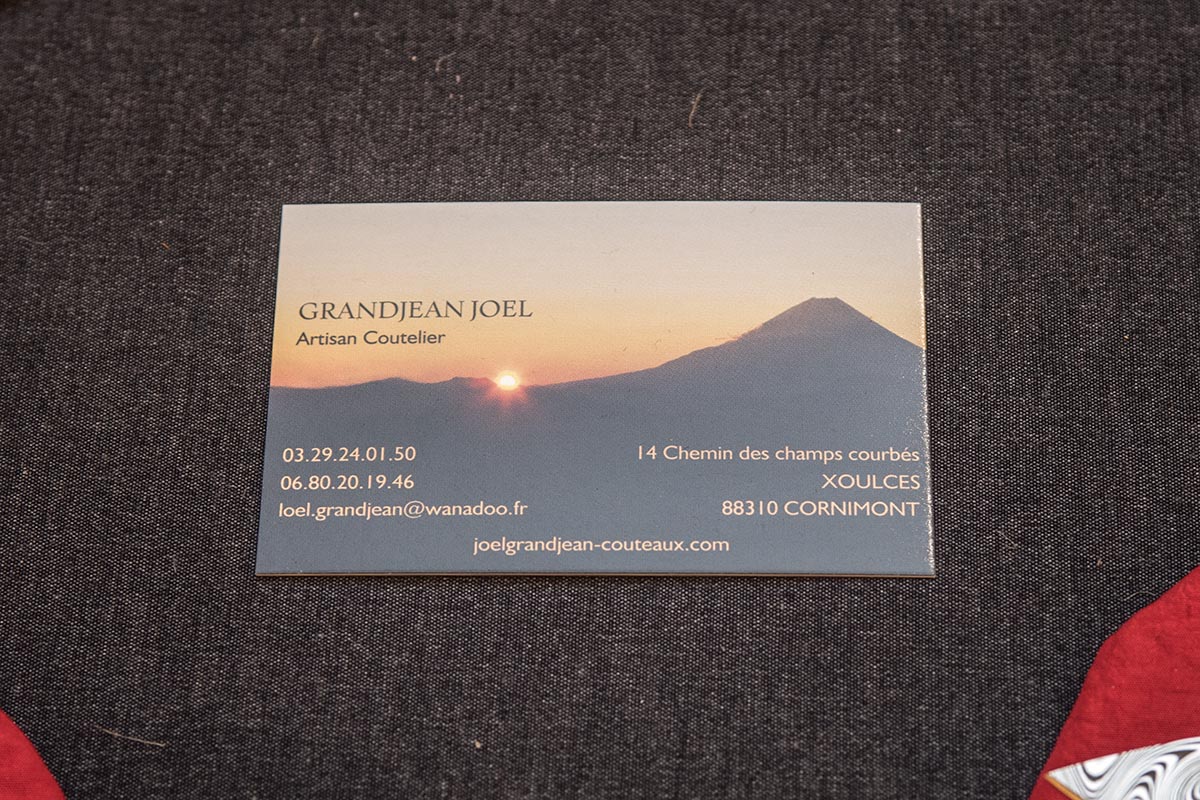 GRANDJEAN JOEL
Artisan Coutelier
03.29.24.01.50
06.80.20.19.46
loel.grandjean@wanadoo.fr
14 Chemin des champs courbés
XOULCES
88310 CORNIMONT
joelgrandjean-couteaux.com